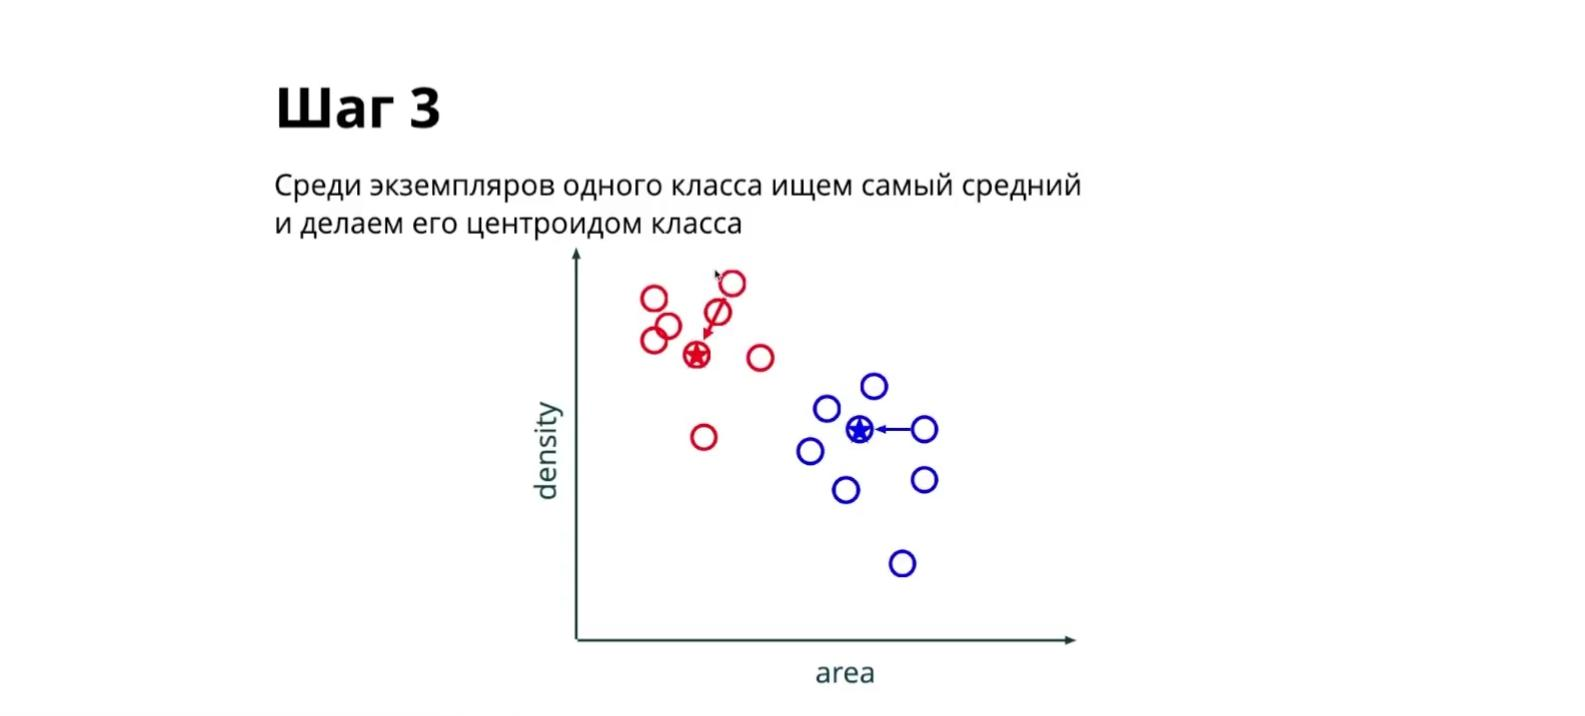 Шаг 3
Среди экземпляров одного класса ищем самый средний
и делаем его центроидом класса
density
area